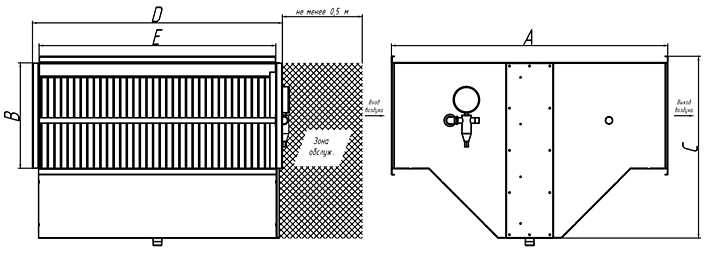 D
не менее 0,5 м
E
B
Зона
обслуж.
A
Вход
воздуха
Выход
воздуха
C